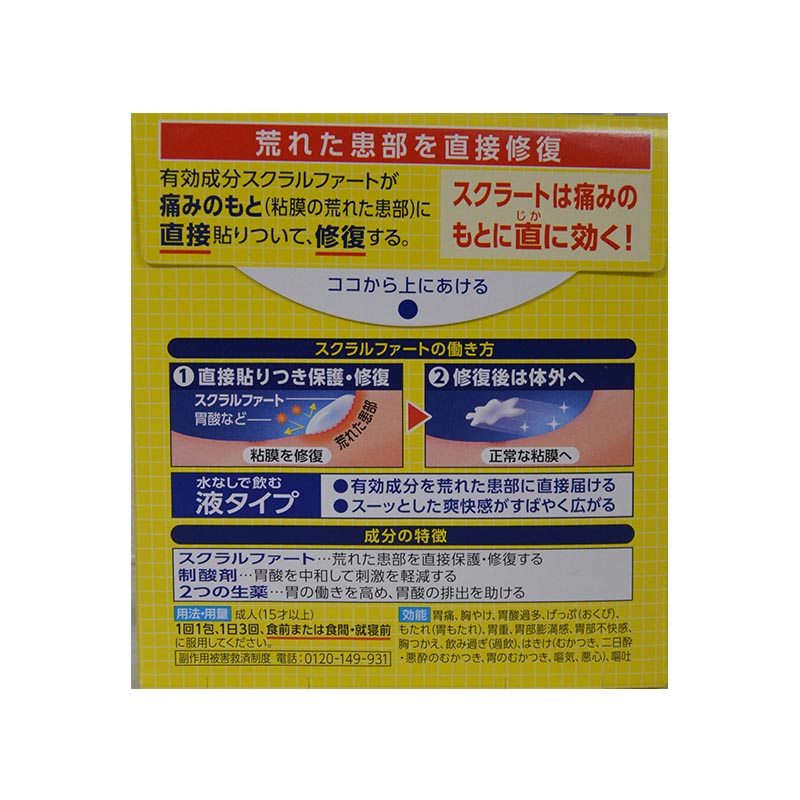 荒れた患部を直接修復
有効成分スクラルファートが
痛みのもと(粘膜の荒れた患部)に
直接貼りついて、修復する。
スクラートは痛みの
もとに直に効く!
じか
ココから上にあける
スクラルファートの働き方
1 直接貼りつき保護・修復
スクラルファート
胃酸など
荒れた患部
粘膜を修復
2 修復後は体外へ
正常な粘膜へ
水なしで飲む
液タイプ
●有効成分を荒れた患部に直接届ける
●スーッとした爽快感がすばやく広がる
成分の特徴
スクラルファート…荒れた患部を直接保護・修復する
制酸剤…胃酸を中和して刺激を軽減する
2つの生薬…胃の働きを高め、胃酸の排出を助ける
用法・用量 成人(15才以上)
1回1包、1日3回、食前または食間・就寝前
に服用してください。
副作用被害救済制度 電話:0120-149-931
効能 胃痛、胸やけ、胃酸過多、げっぷ(おくび)、
もたれ(胃もたれ)、胃重、胃部膨満感、胃部不快感、
胸つかえ、飲み過ぎ(過飲)、はきけ(むかつき、二日酔
・悪酔のむかつき、胃のむかつき、嘔気、悪心)、嘔吐